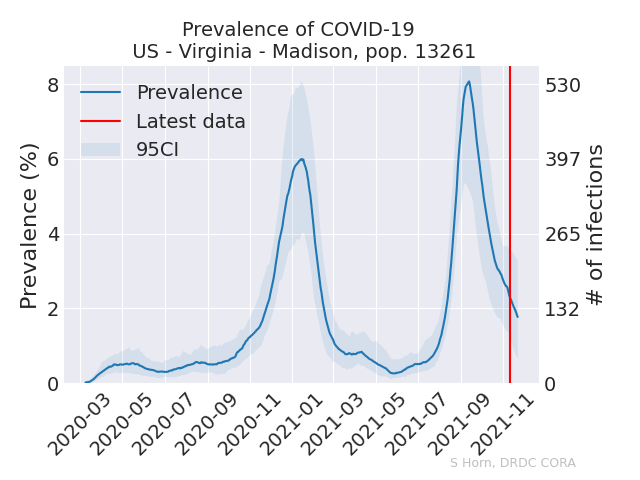 Prevalence of COVID-19
US - Virginia - Madison, pop. 13261
Prevalence
Latest data
95CI
Prevalence (%)
8
6
4
2
0
# of infections
530
397
265
132
0
2020-03
2020-05
2020-07
2020-09
2020-11
2021-01
2021-03
2021-05
2021-07
2021-09
2021-11
S Horn, DRDC CORA